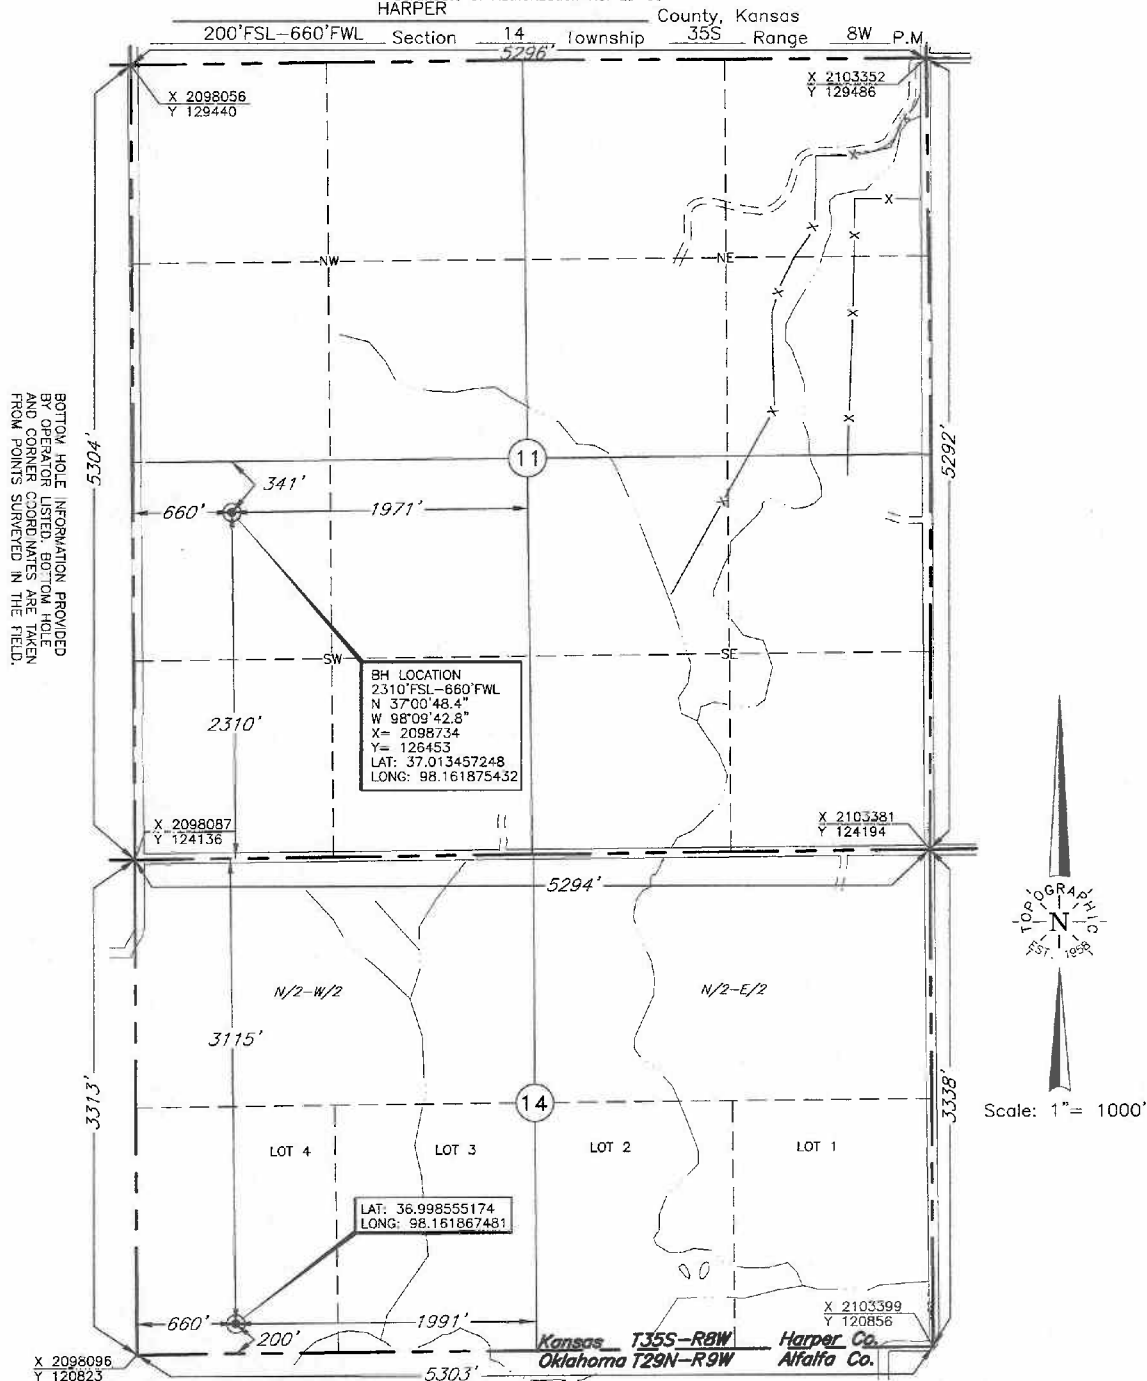 HARPER County, Kansas
200'FSL-660'FWL Section 14 Township 35S Range 8W P.M.
5296'
X 2098056
Y 129440
X 2103352
Y 129486
NW
NE
5304'
5292'
11
341'
660'
1971'
BOTTOM HOLE INFORMATION PROVIDED
BY OPERATOR LISTED. BOTTOM HOLE
AND CORNER COORDINATES ARE TAKEN
FROM POINTS SURVEYED IN THE FIELD.
SW
SE
BH LOCATION
2310'FSL-660'FWL
N 37°00'48.4"
W 98°09'42.8"
X= 2098734
Y= 126453
LAT: 37.013457248
LONG: 98.161875432
2310'
X 2098087
Y 124136
X 2103381
Y 124194
5294'
TOPOGRAPHIC
N
EST. 1958
N/2-W/2
N/2-E/2
3115'
3313'
3338'
14
Scale: 1"= 1000'
LOT 4
LOT 3
LOT 2
LOT 1
LAT: 36.998555174
LONG: 98.161867481
660'
1991'
200'
X 2103399
Y 120856
Kansas T35S-R8W Harper Co.
Oklahoma T29N-R9W Alfalfa Co.
X 2098096
Y 120823
5303'